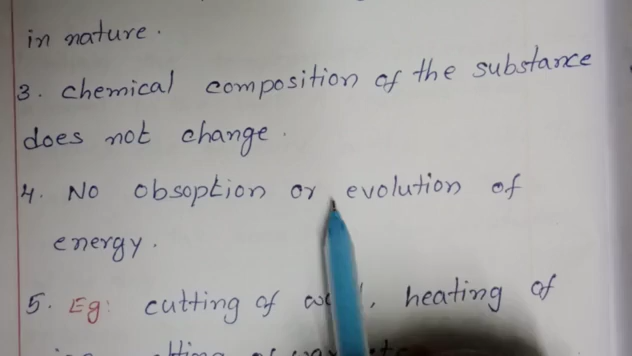 in nature.
3. chemical composition of the substance
does not change.
4. No obsoption or evolution of
energy.
5. Eg: cutting of heating of